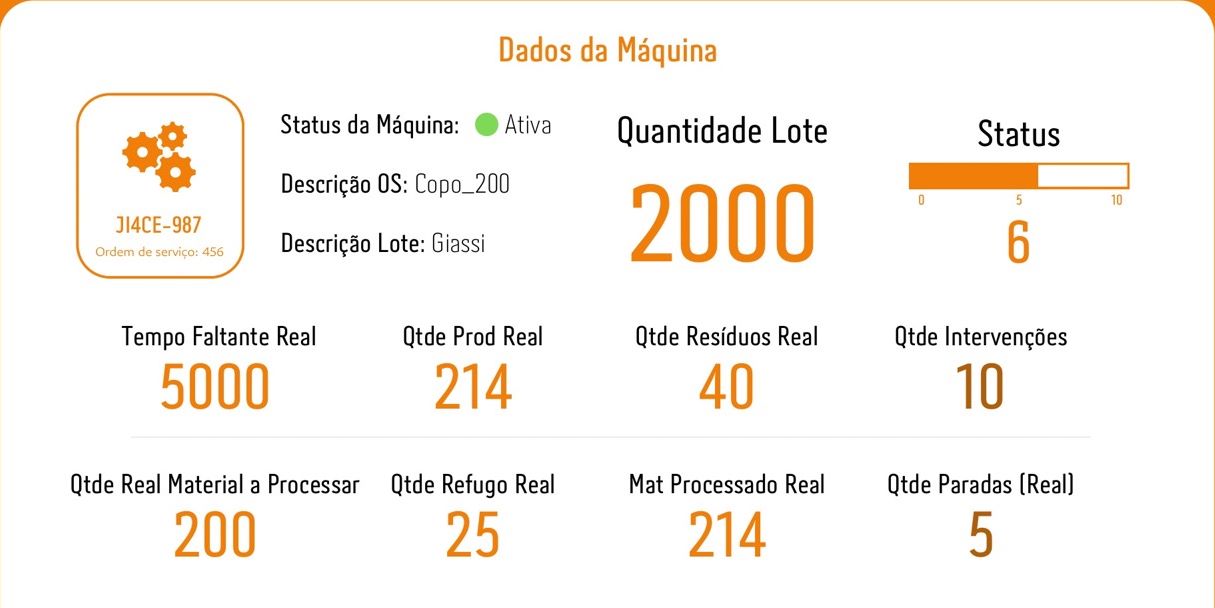 Dados da Máquina
JI4CE-987
Ordem de serviço: 456
Status da Máquina: Ativa
Descrição OS: Copo_200
Descrição Lote: Giassi
Quantidade Lote
2000
Status
0 5 10
6
Tempo Faltante Real
5000
Qtde Prod Real
214
Qtde Resíduos Real
40
Qtde Intervenções
10
Qtde Real Material a Processar
200
Qtde Refugo Real
25
Mat Processado Real
214
Qtde Paradas (Real)
5